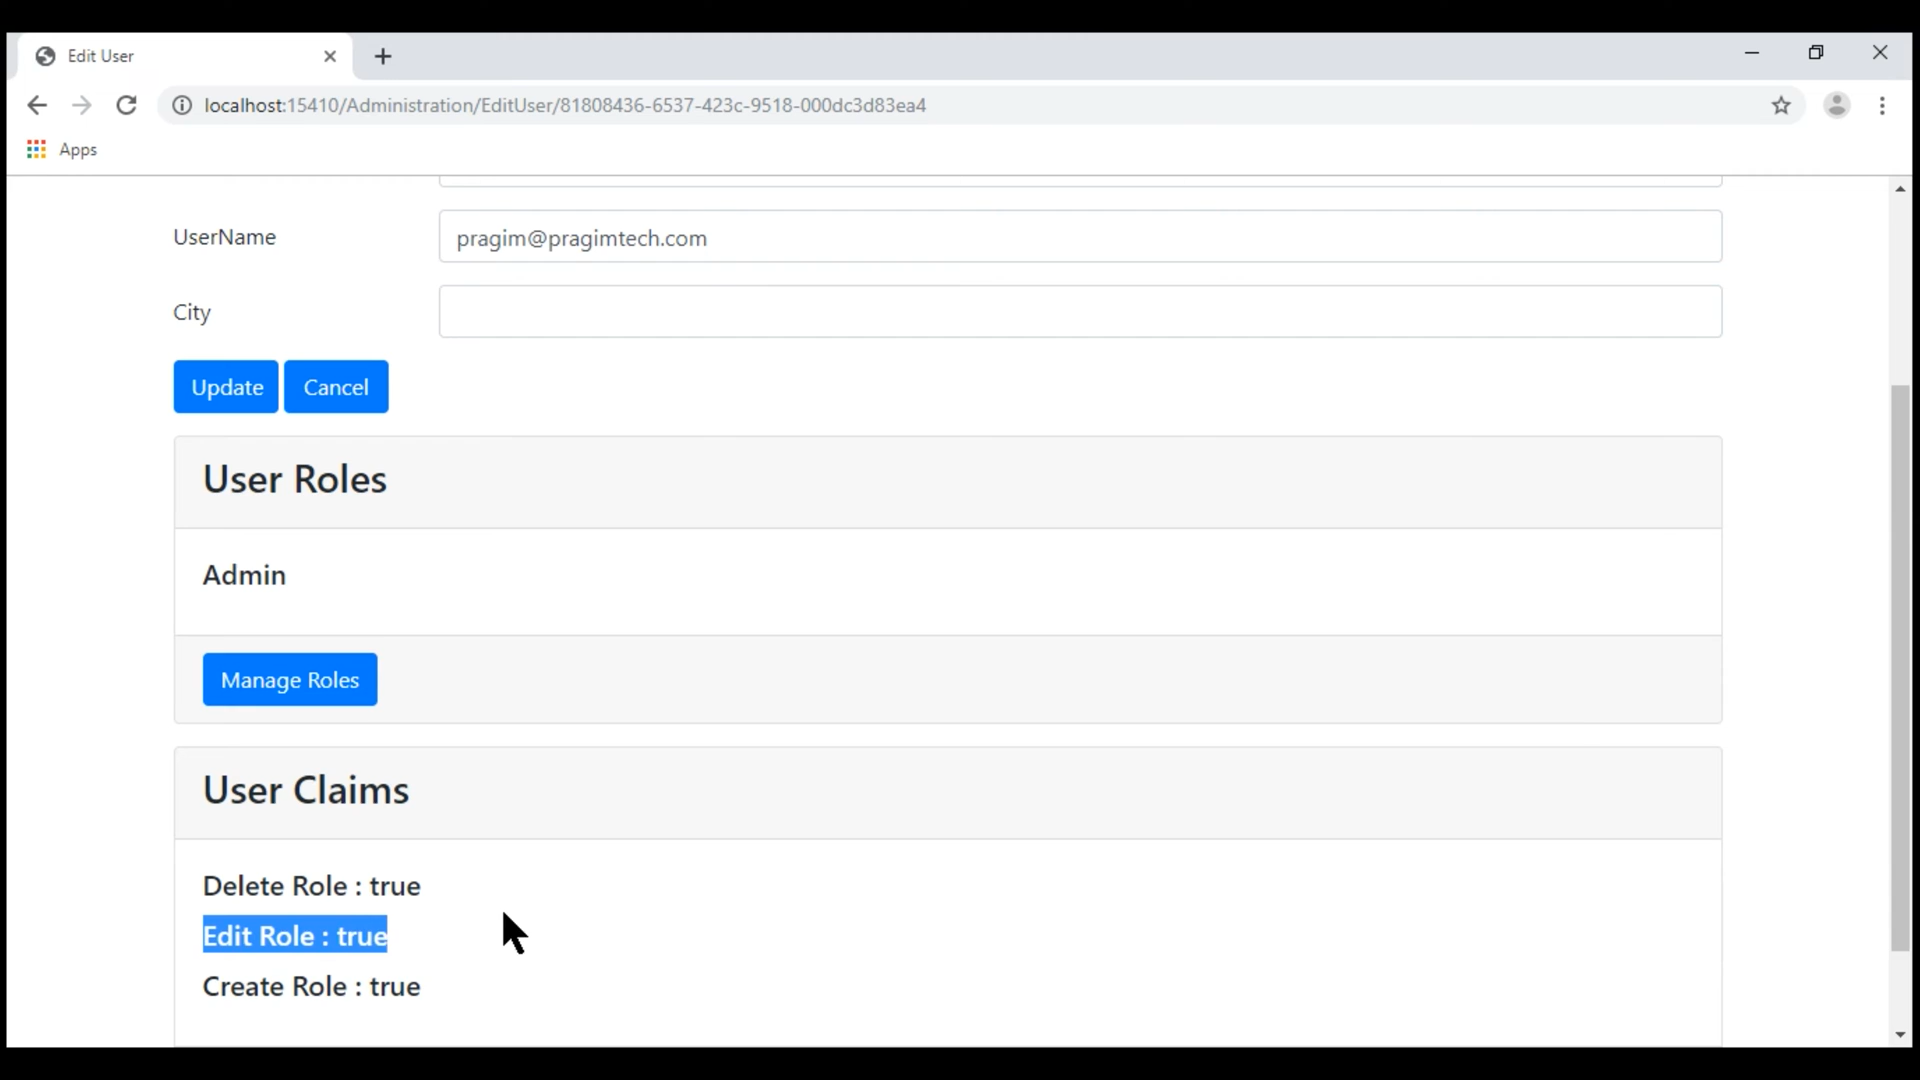 Edit User
localhost:15410/Administration/EditUser/81808436-6537-423c-9518-000dc3d83ea4
Apps
UserName pragim@pragimtech.com
City
Update Cancel
User Roles
Admin
Manage Roles
User Claims
Delete Role : true
Edit Role : true
Create Role : true